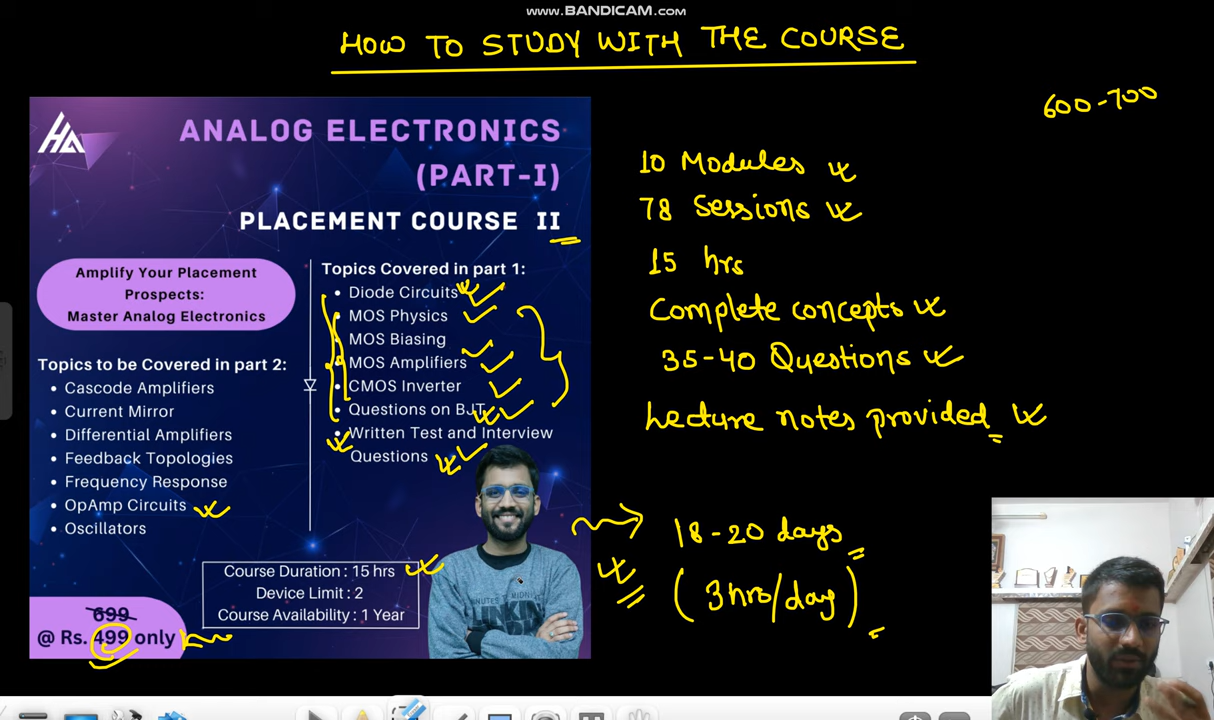 WWW.BANDICAM.COM
HOW TO STUDY WITH THE COURSE
600-700
HA
ANALOG ELECTRONICS
(PART-I)
PLACEMENT COURSE II
Amplify Your Placement
Prospects:
Master Analog Electronics
Topics to be Covered in part 2:
• Cascode Amplifiers
• Current Mirror
• Differential Amplifiers
• Feedback Topologies
• Frequency Response
• OpAmp Circuits
• Oscillators
Topics Covered in part 1:
• Diode Circuits
• MOS Physics
• MOS Biasing
• MOS Amplifiers
• CMOS Inverter
• Questions on BJT
• Written Test and Interview
Questions
Course Duration : 15 hrs
Device Limit : 2
Course Availability : 1 Year
699
@ Rs. 499 only
10 Modules
78 Sessions
15 hrs
Complete concepts
35-40 Questions
Lecture notes provided
18-20 days
(3hrs/day)